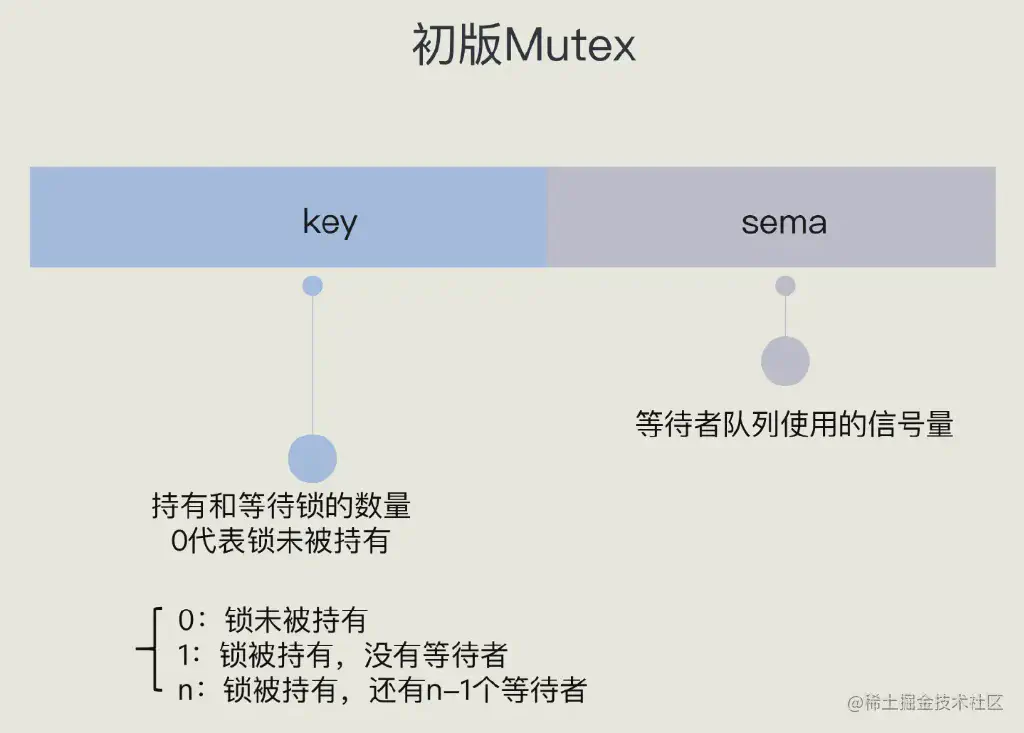 初版Mutex
key
sema
等待者队列使用的信号量
持有和等待锁的数量
0代表锁未被持有
0：锁未被持有
1：锁被持有，没有等待者
n：锁被持有，还有n-1个等待者
@稀土掘金技术社区